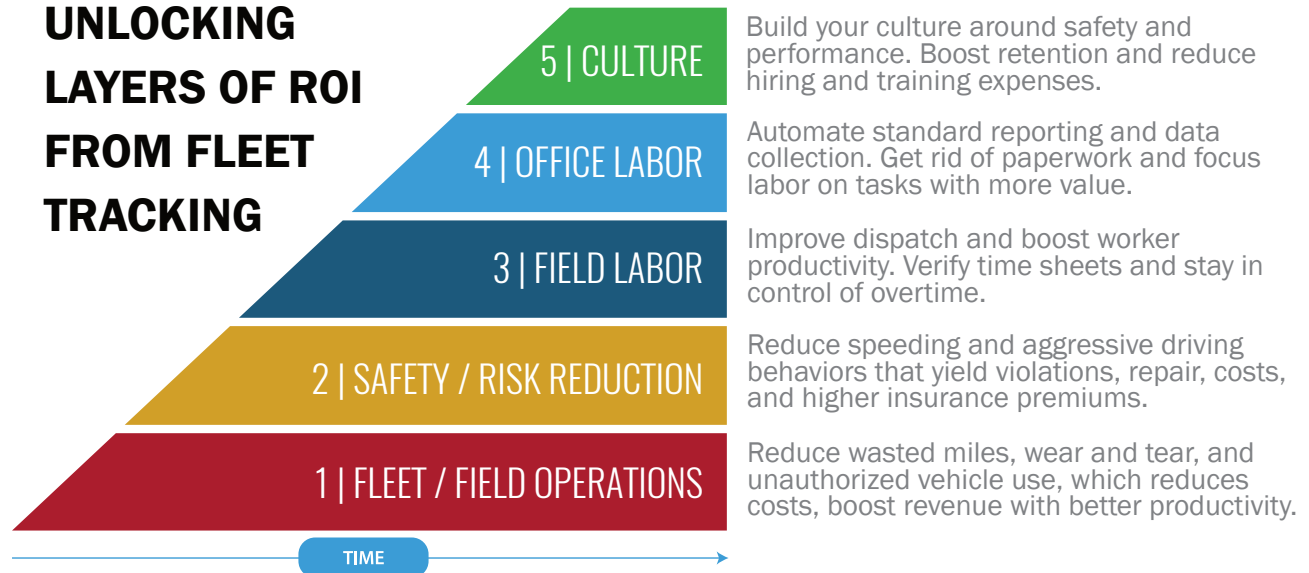 UNLOCKING
LAYERS OF ROI
FROM FLEET
TRACKING
5 | CULTURE
Build your culture around safety and
performance. Boost retention and reduce
hiring and training expenses.
4 | OFFICE LABOR
Automate standard reporting and data
collection. Get rid of paperwork and focus
labor on tasks with more value.
3 | FIELD LABOR
Improve dispatch and boost worker
productivity. Verify time sheets and stay in
control of overtime.
2 | SAFETY / RISK REDUCTION
Reduce speeding and aggressive driving
behaviors that yield violations, repair, costs,
and higher insurance premiums.
1 | FLEET / FIELD OPERATIONS
Reduce wasted miles, wear and tear, and
unauthorized vehicle use, which reduces
costs, boost revenue with better productivity.
TIME